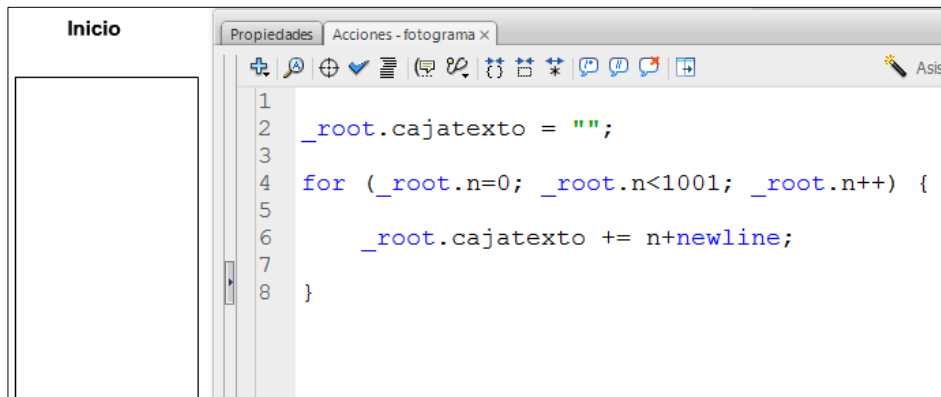 Inicio
Propiedades
Acciones - fotograma ×
1
2 _root.cajatexto = "";
3
4 for (_root.n=0; _root.n<1001; _root.n++) {
5
6 _root.cajatexto += n+newline;
7
8 }